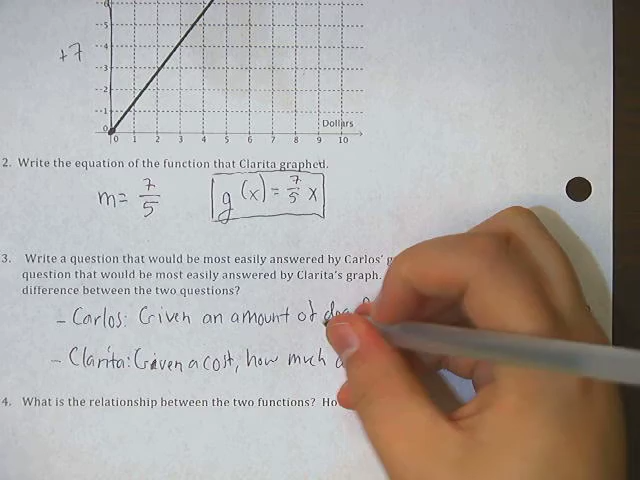 6
5
+7
4
3
2
1
0
Dollars
0 1 2 3 4 5 6 7 8 9 10
2. Write the equation of the function that Clarita graphed.
m = 7/5
g(x) = 7/5 x
3. Write a question that would be most easily answered by Carlos'
question that would be most easily answered by Clarita's graph.
difference between the two questions?
- Carlos: Given an amount of
- Clarita: Given a cost, how much
4. What is the relationship between the two functions? Ho